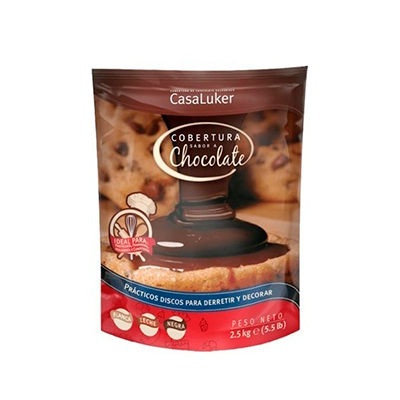 CasaLuker
COBERTURA
SABOR A
Chocolate
IDEAL PARA
PRÁCTICOS DISCOS PARA DERRETIR Y DECORAR
BLANCA
LECHE
NEGRA
PESO NETO
2.5 kg e (5.5 lb)